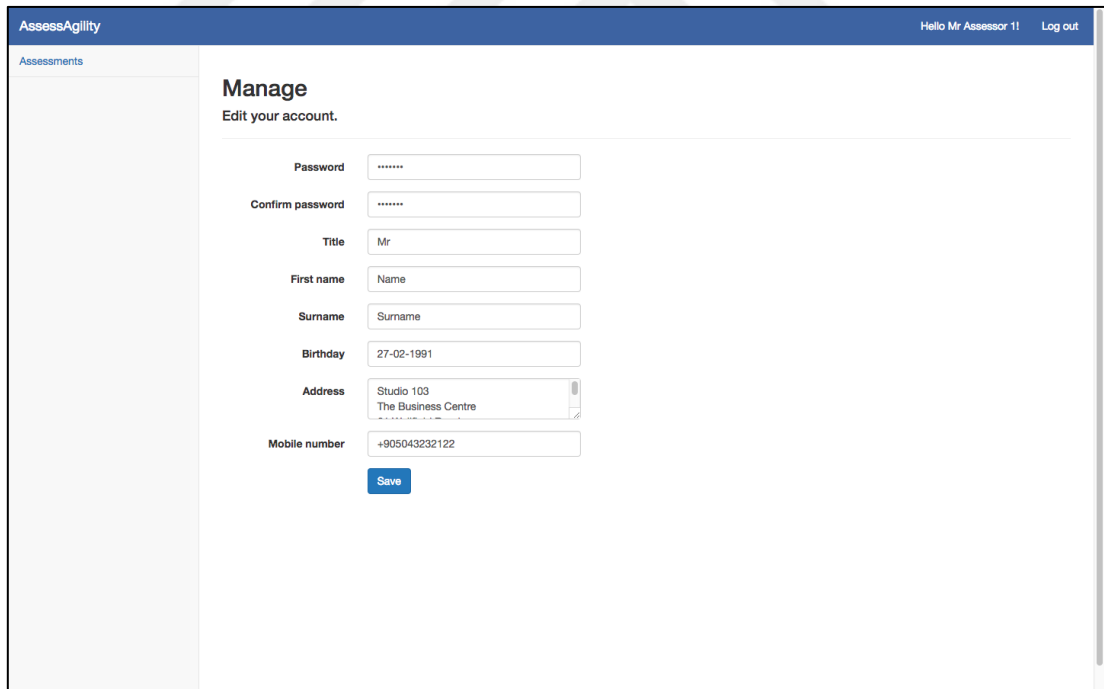 AssessAgility Hello Mr Assessor 1! Log out
Assessments
Manage
Edit your account.
Password •••••••
Confirm password •••••••
Title Mr
First name Name
Surname Surname
Birthday 27-02-1991
Address Studio 103
The Business Centre
Mobile number +905043232122
Save